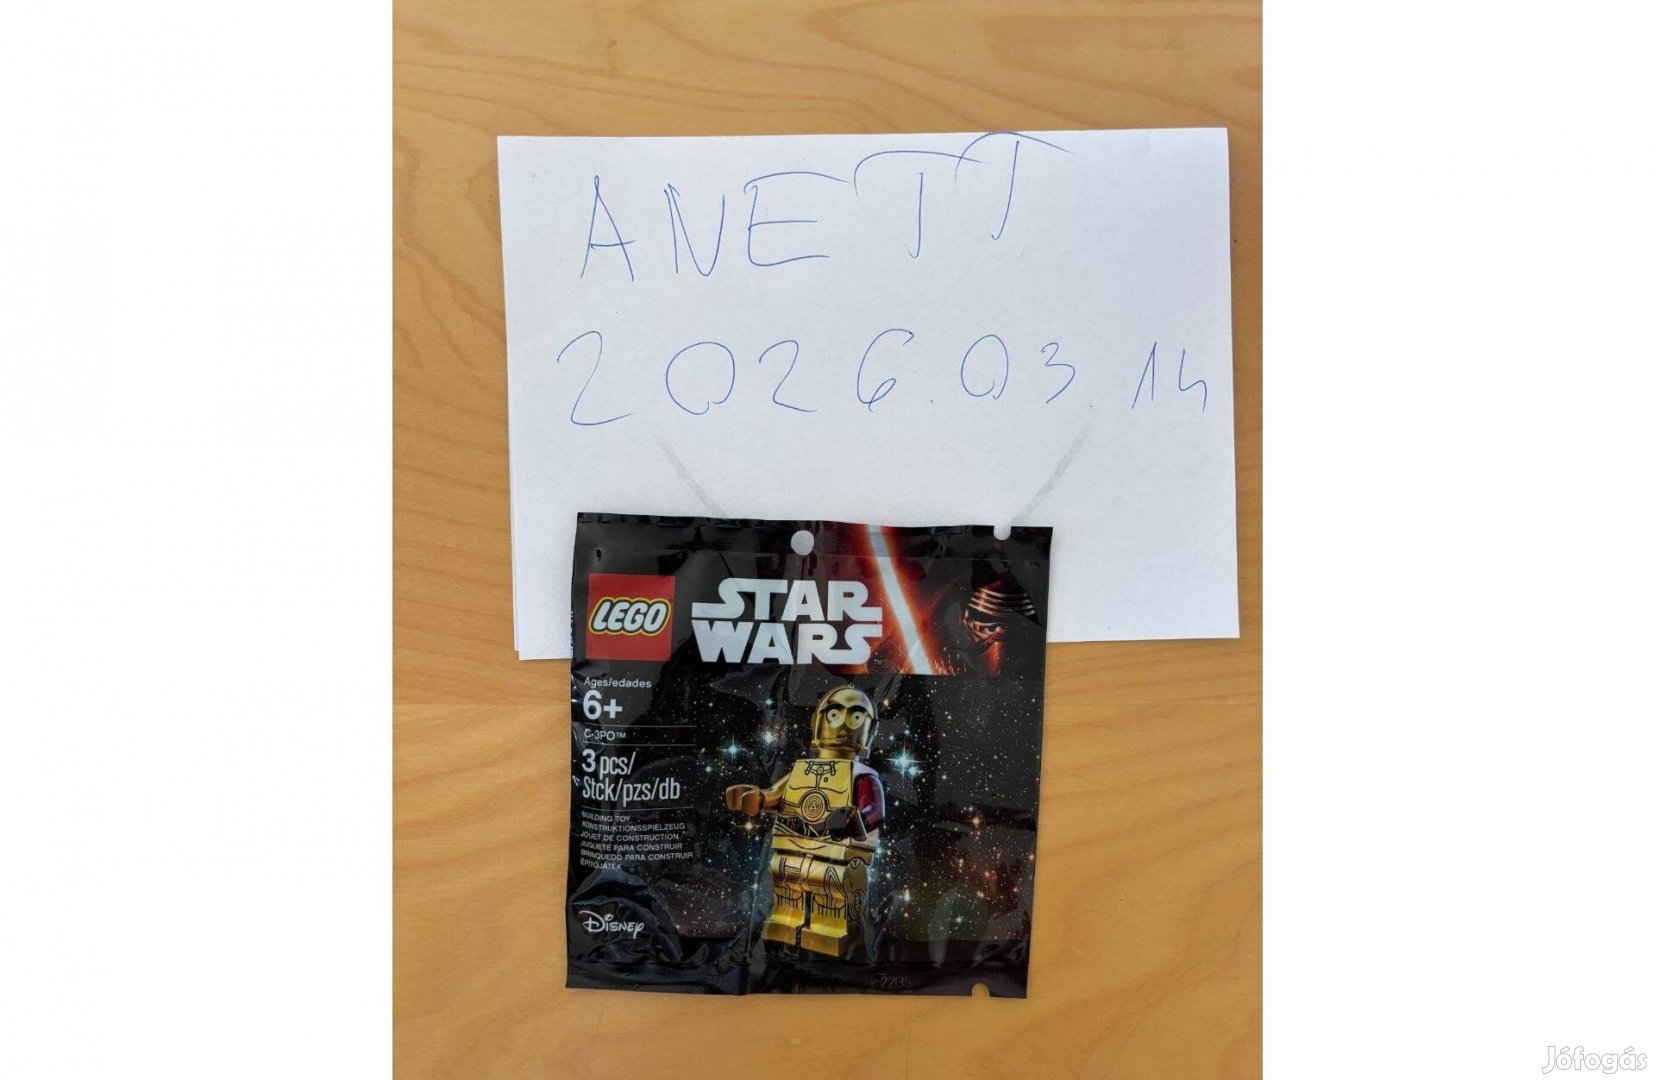 ANETT
2026.03.14
LEGO
STAR
WARS™
Ages/edades
6+
C-3PO™
3 pcs/
Stck/pzs/db
BUILDING TOY
KONSTRUKTIONSSPIELZEUG
JOUET DE CONSTRUCTION
JUGUETE PARA CONSTRUIR
BRINQUEDO PARA CONSTRUIR
ÉPÍTŐJÁTÉK
Disney
Jófogás